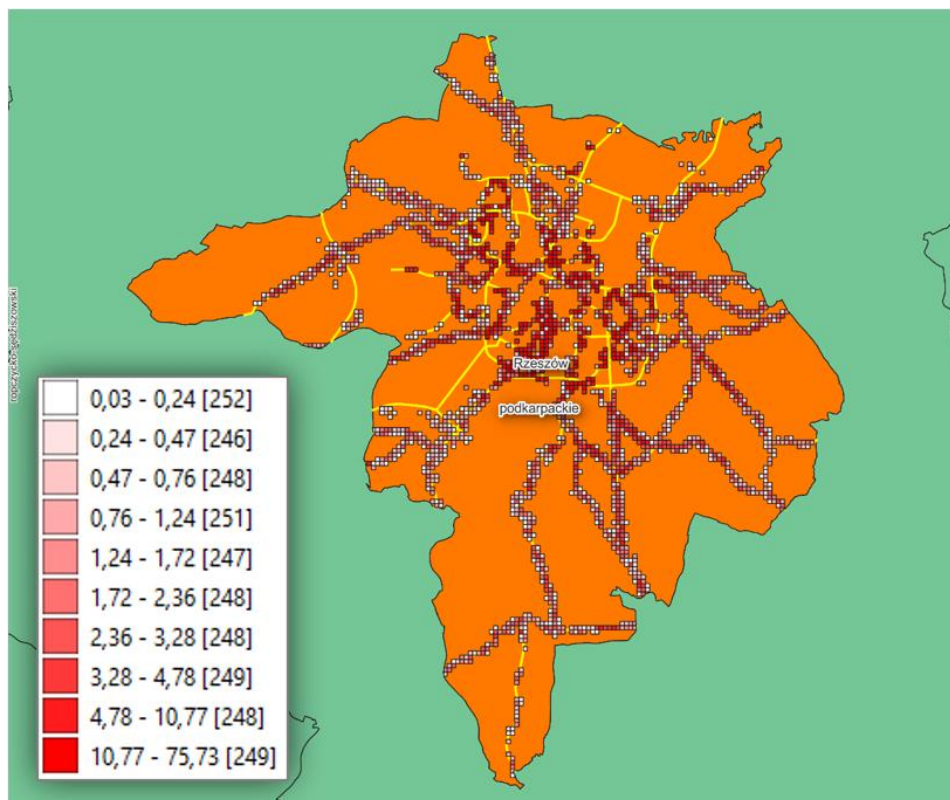 ropczycko-sędziszowski
Rzeszów
podkarpackie
0,03 - 0,24 [252]
0,24 - 0,47 [246]
0,47 - 0,76 [248]
0,76 - 1,24 [251]
1,24 - 1,72 [247]
1,72 - 2,36 [248]
2,36 - 3,28 [248]
3,28 - 4,78 [249]
4,78 - 10,77 [248]
10,77 - 75,73 [249]